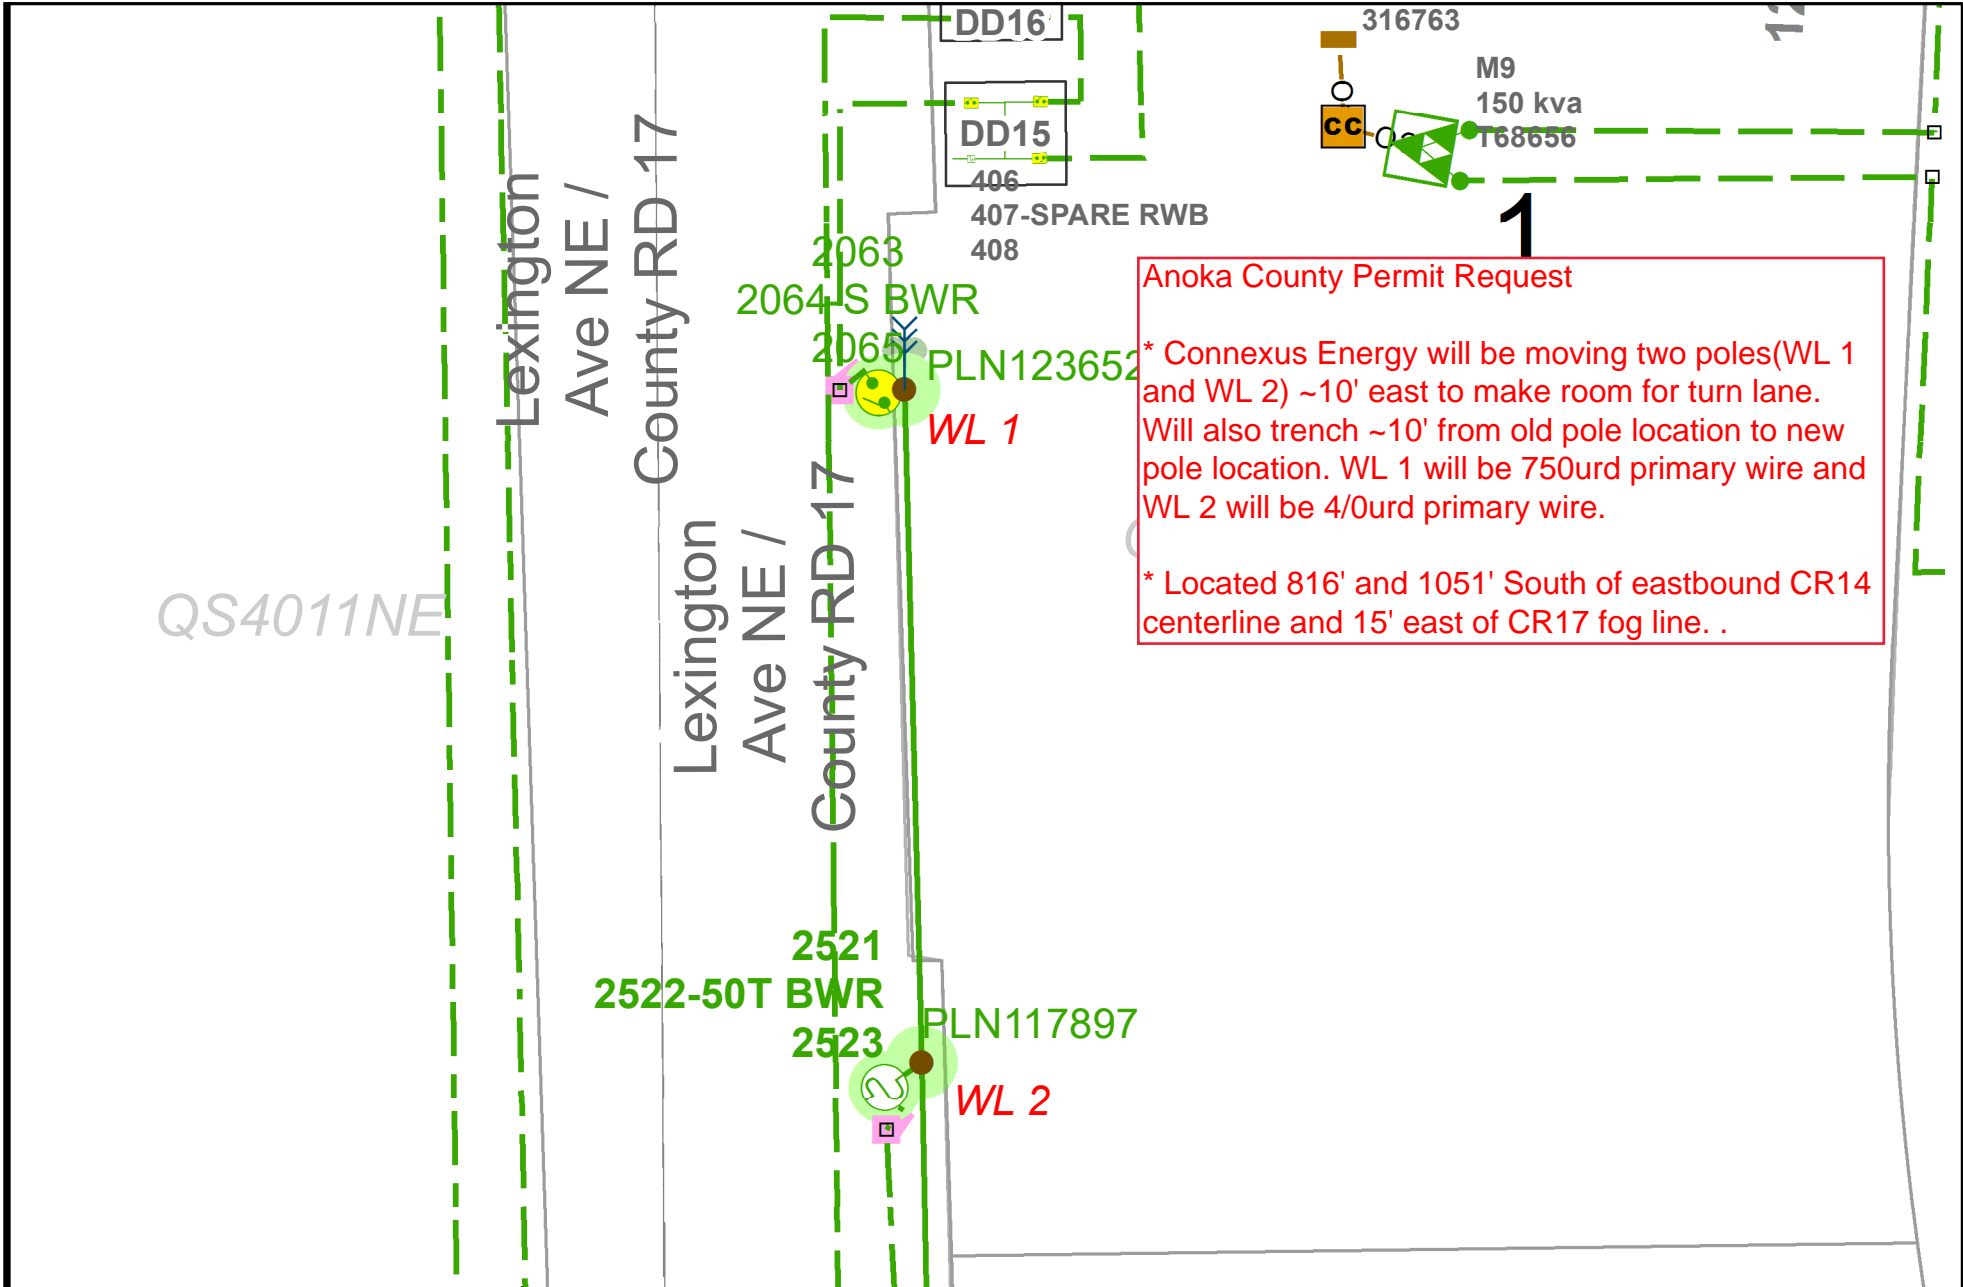 DD16
316763
M9
150 kva
T68656
CC
DD15
406
407-SPARE RWB
408
1
Lexington
Ave NE /
County RD 17
2063
2064-S BWR
2065
PLN123652
WL 1
Anoka County Permit Request
* Connexus Energy will be moving two poles(WL 1
and WL 2) ~10' east to make room for turn lane.
Will also trench ~10' from old pole location to new
pole location. WL 1 will be 750urd primary wire and
WL 2 will be 4/0urd primary wire.
* Located 816' and 1051' South of eastbound CR14
centerline and 15' east of CR17 fog line. .
Lexington
Ave NE /
County RD 17
QS4011NE
2521
2522-50T BWR
2523
PLN117897
WL 2